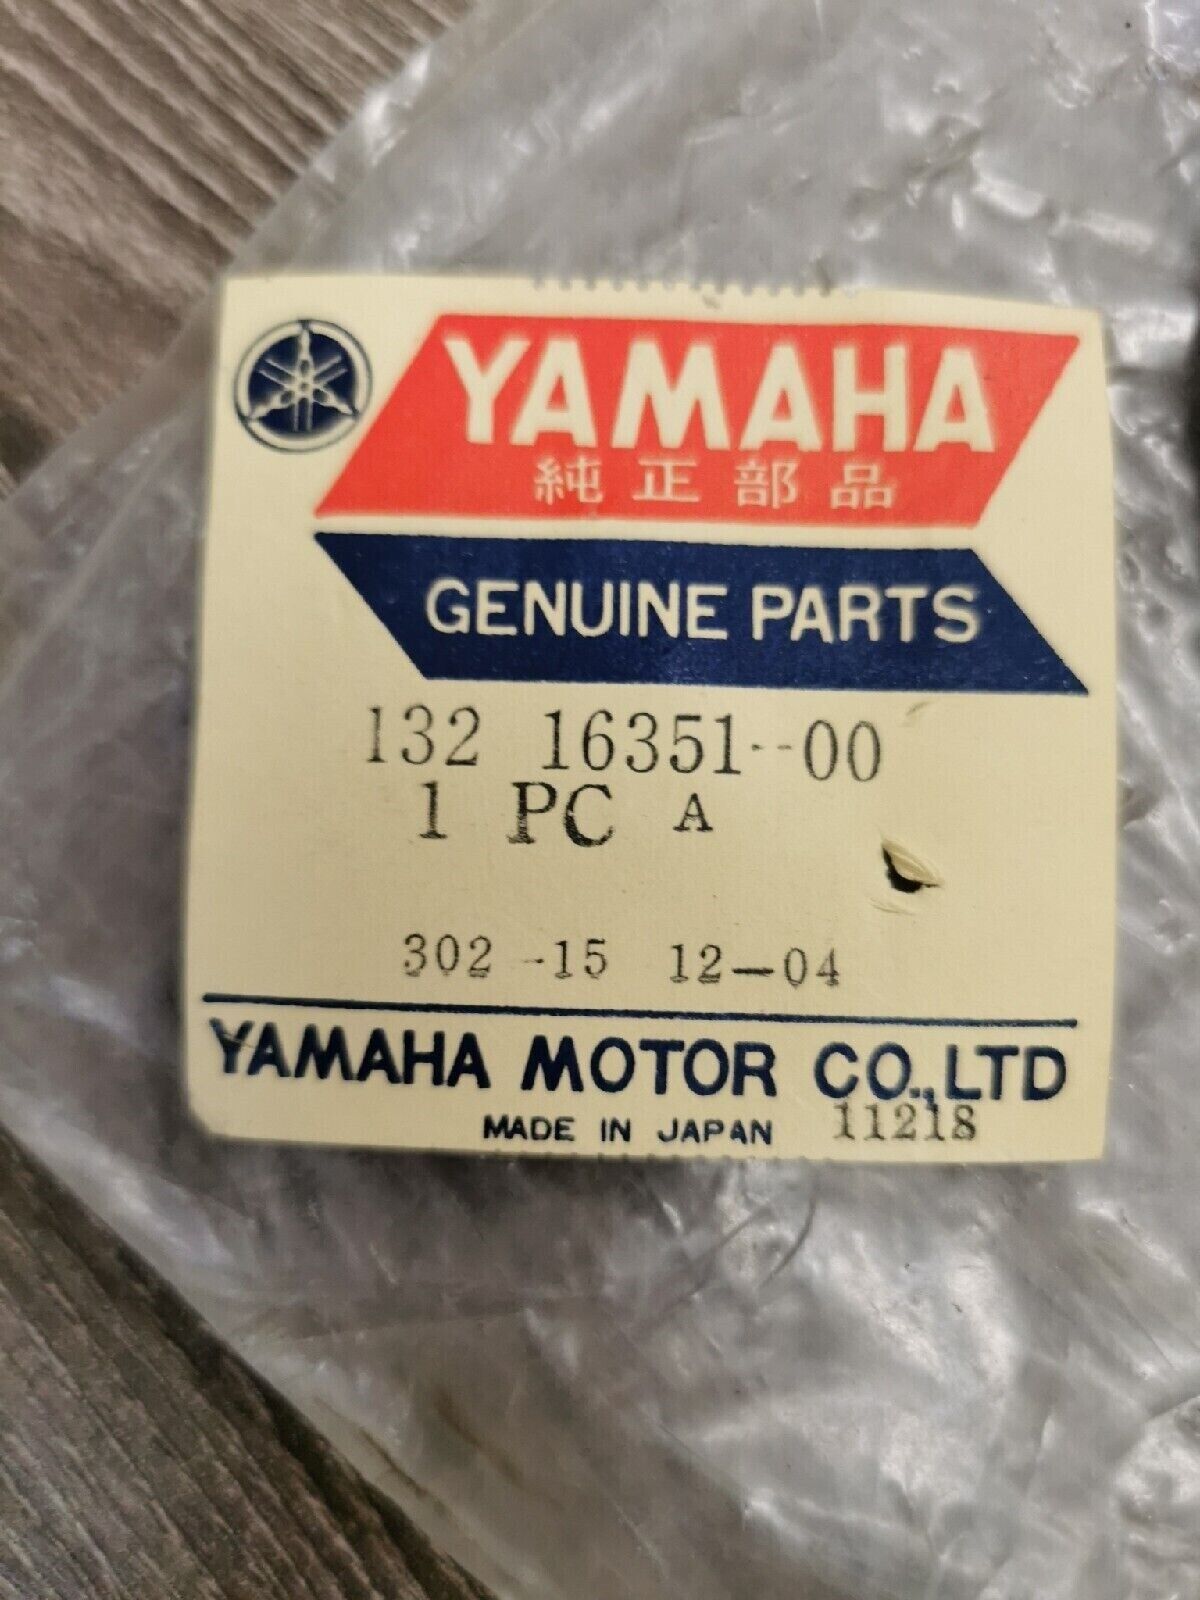 YAMAHA
純正部品
GENUINE PARTS
132 16351--00
1 PC A
302 -15 12-04
YAMAHA MOTOR CO.,LTD
MADE IN JAPAN 11218